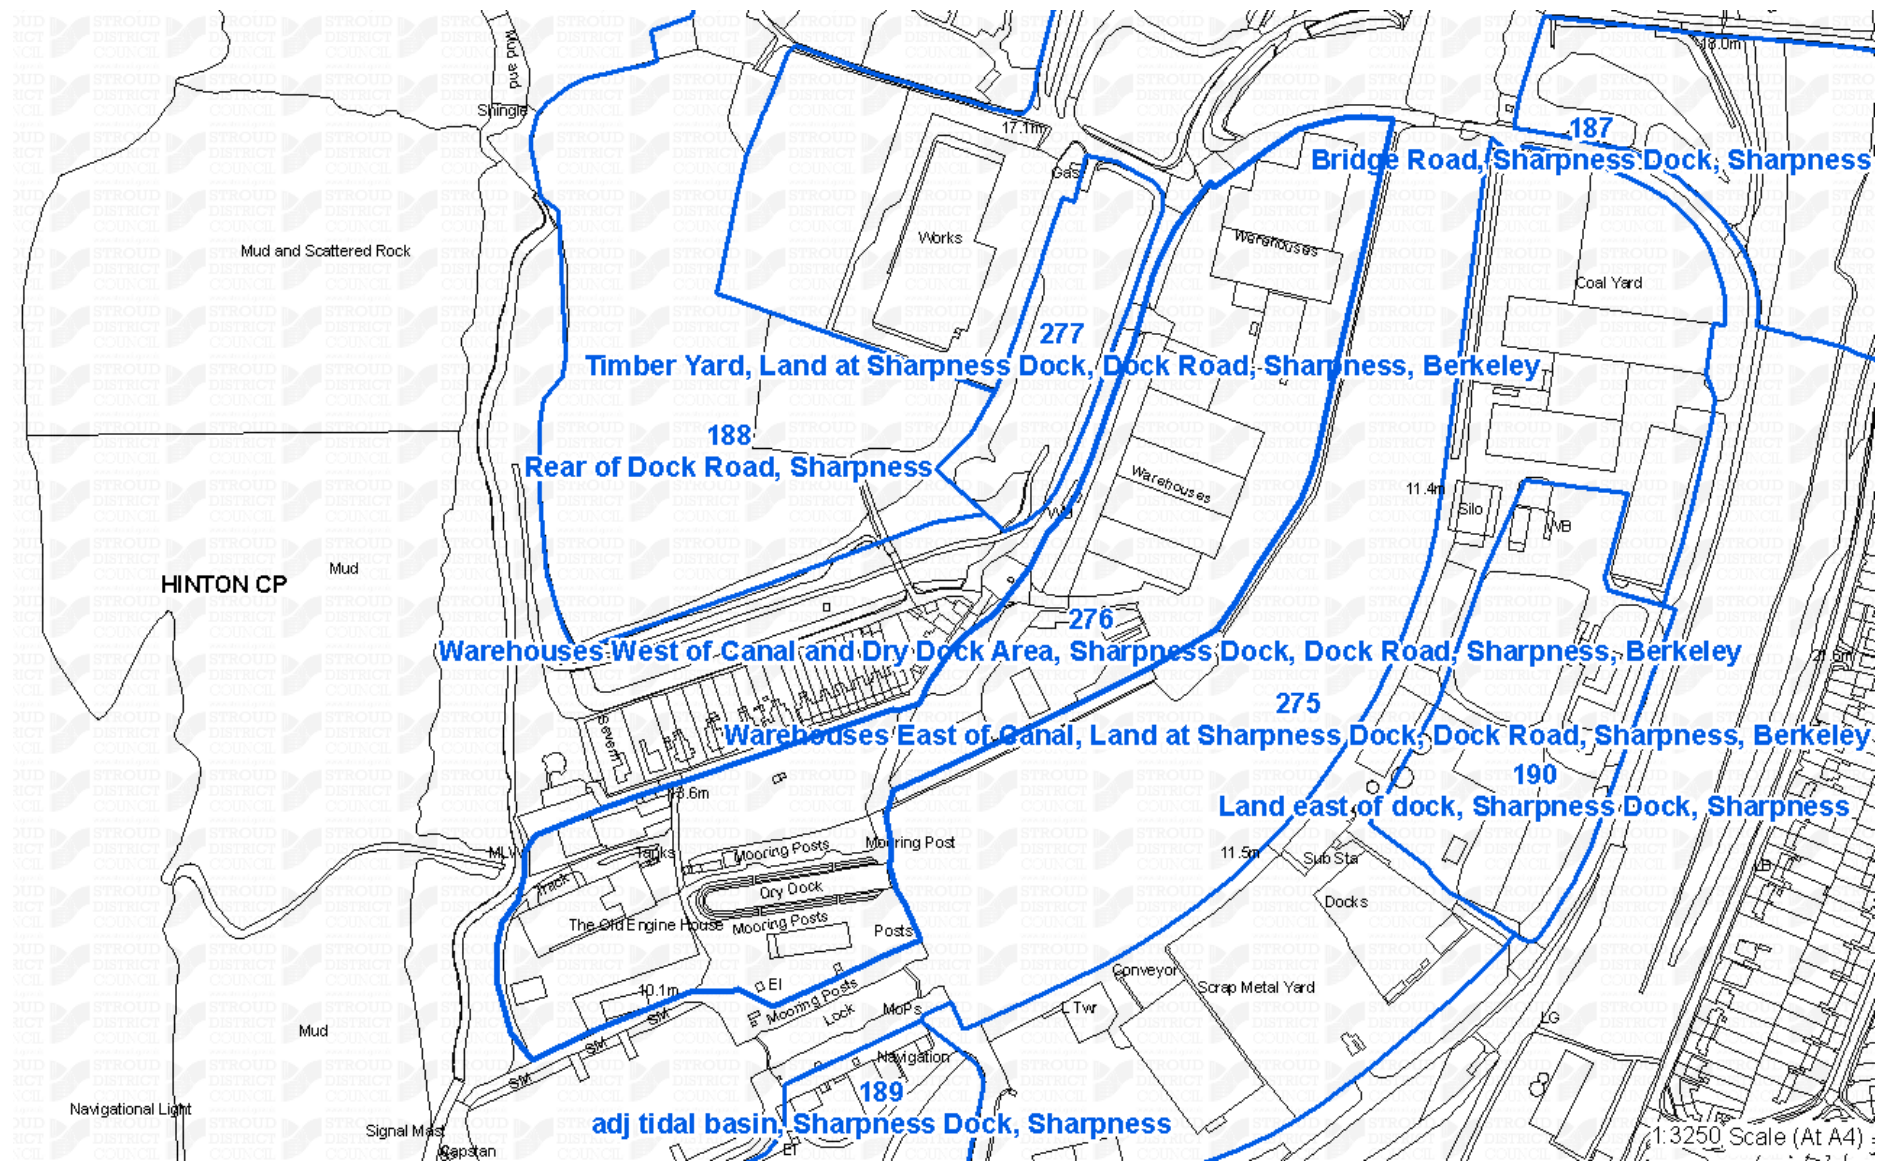 Mud and
Shingle
18.0m
17.1m
187
Bridge Road, Sharpness Dock, Sharpness
Gas
Works
Warehouses
Mud and Scattered Rock
Coal Yard
277
Timber Yard, Land at Sharpness Dock, Dock Road, Sharpness, Berkeley
188
Rear of Dock Road, Sharpness
Warehouses
11.4m
Silo
WB
HINTON CP
Mud
276
Warehouses West of Canal and Dry Dock Area, Sharpness Dock, Dock Road, Sharpness, Berkeley
275
Warehouses East of Canal, Land at Sharpness Dock, Dock Road, Sharpness, Berkeley
Severn
190
Land east of dock, Sharpness Dock, Sharpness
13.6m
MLW
Tanks
Mooring Posts
Mooring Post
11.5m
Sub Sta
LB
Track
Dry Dock
The Old Engine House
Mooring Posts
Posts
Docks
Conveyor
Scrap Metal Yard
El
10.1m
Mooring Posts
Lock
MoPs
L Twr
LG
SM
SM
SM
Mud
Navigation
189
adj tidal basin, Sharpness Dock, Sharpness
Navigational Light
Signal Mast
Capstan
El
1:3250 Scale (At A4)
STROUD DISTRICT COUNCIL